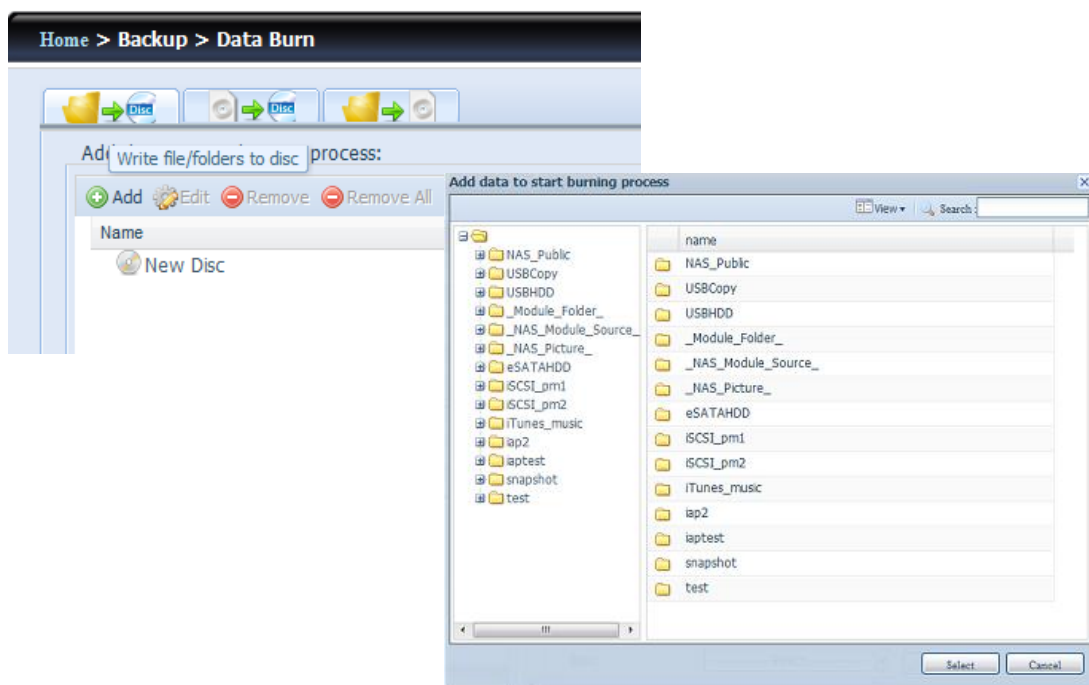 Home > Backup > Data Burn
Disc
Disc
Add
process:
Write file/folders to disc
Add Edit Remove Remove All
Name
New Disc
Add data to start burning process
View Search :
NAS_Public
USBCopy
USBHDD
_Module_Folder_
_NAS_Module_Source_
_NAS_Picture_
eSATAHDD
iSCSI_pm1
iSCSI_pm2
iTunes_music
iap2
iaptest
snapshot
test
name
NAS_Public
USBCopy
USBHDD
_Module_Folder_
_NAS_Module_Source_
_NAS_Picture_
eSATAHDD
iSCSI_pm1
iSCSI_pm2
iTunes_music
iap2
iaptest
snapshot
test
Select Cancel